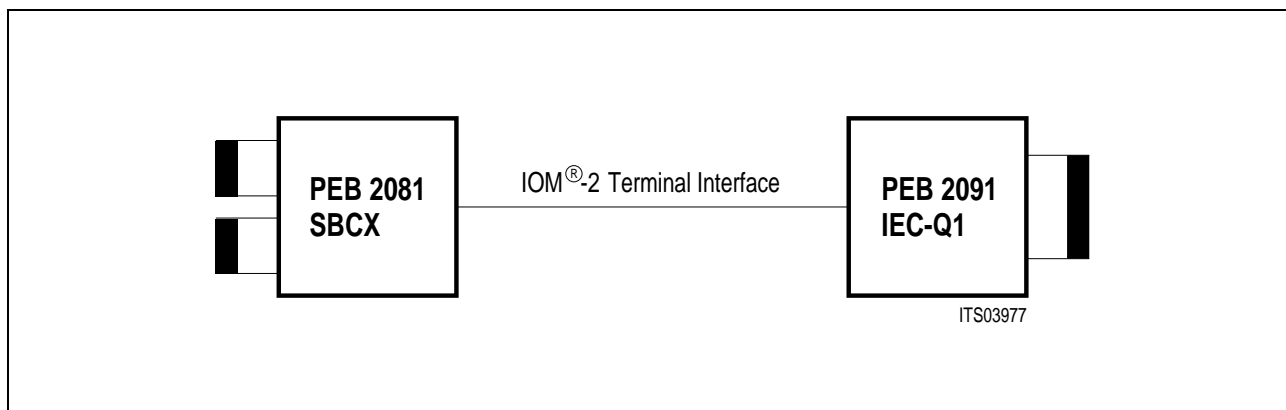 PEB 2081
SBCX
IOM®-2 Terminal Interface
PEB 2091
IEC-Q1
ITS03977